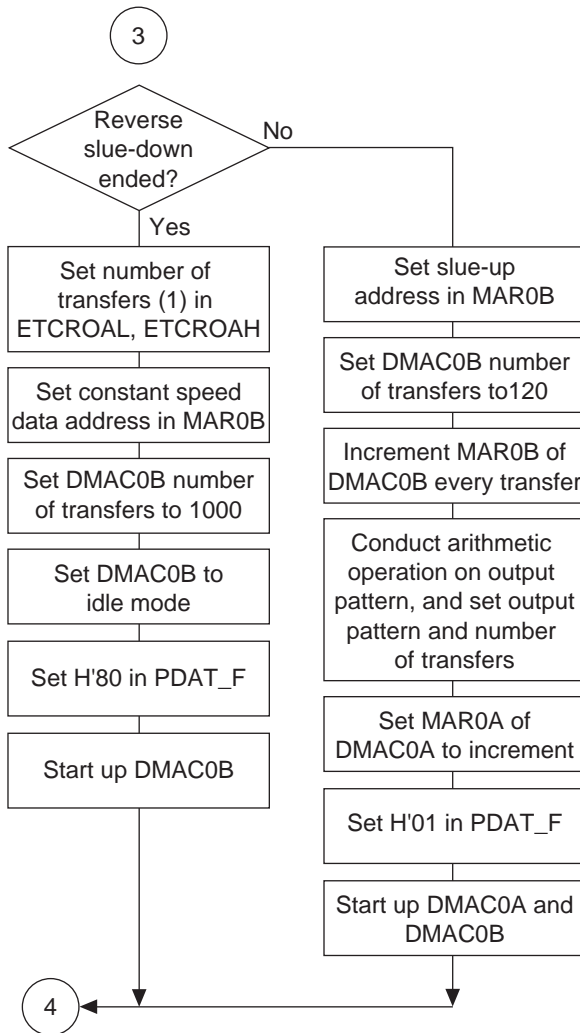 3
Reverse
slue-down
ended?
No
Yes
Set number of
transfers (1) in
ETCROAL, ETCROAH
Set constant speed
data address in MAR0B
Set DMAC0B number
of transfers to 1000
Set DMAC0B to
idle mode
Set H'80 in PDAT_F
Start up DMAC0B
Set slue-up
address in MAR0B
Set DMAC0B number
of transfers to120
Increment MAR0B of
DMAC0B every transfer
Conduct arithmetic
operation on output
pattern, and set output
pattern and number
of transfers
Set MAR0A of
DMAC0A to increment
Set H'01 in PDAT_F
Start up DMAC0A and
DMAC0B
4